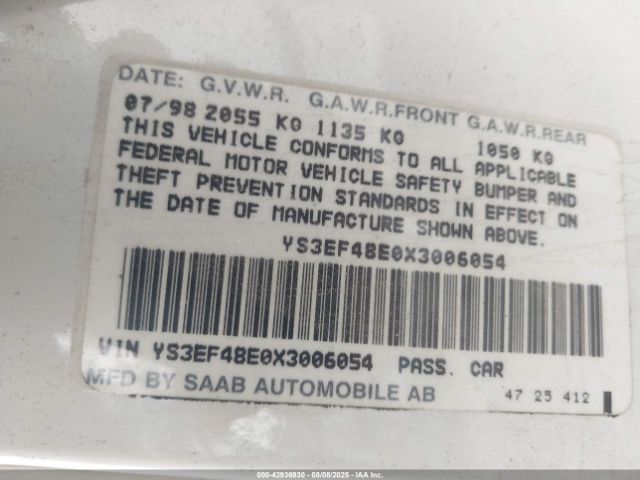 DATE: G.V.W.R. G.A.W.R.FRONT G.A.W.R.REAR
07/98 2055 KG 1135 KG 1050 KG
THIS VEHICLE CONFORMS TO ALL APPLICABLE
FEDERAL MOTOR VEHICLE SAFETY BUMPER AND
THEFT PREVENTION STANDARDS IN EFFECT ON
THE DATE OF MANUFACTURE SHOWN ABOVE.
YS3EF48E0X3006054
VIN YS3EF48E0X3006054 PASS. CAR
MFD BY SAAB AUTOMOBILE AB 47 25 412
000-42936930 - 08/08/2025 - IAA Inc.